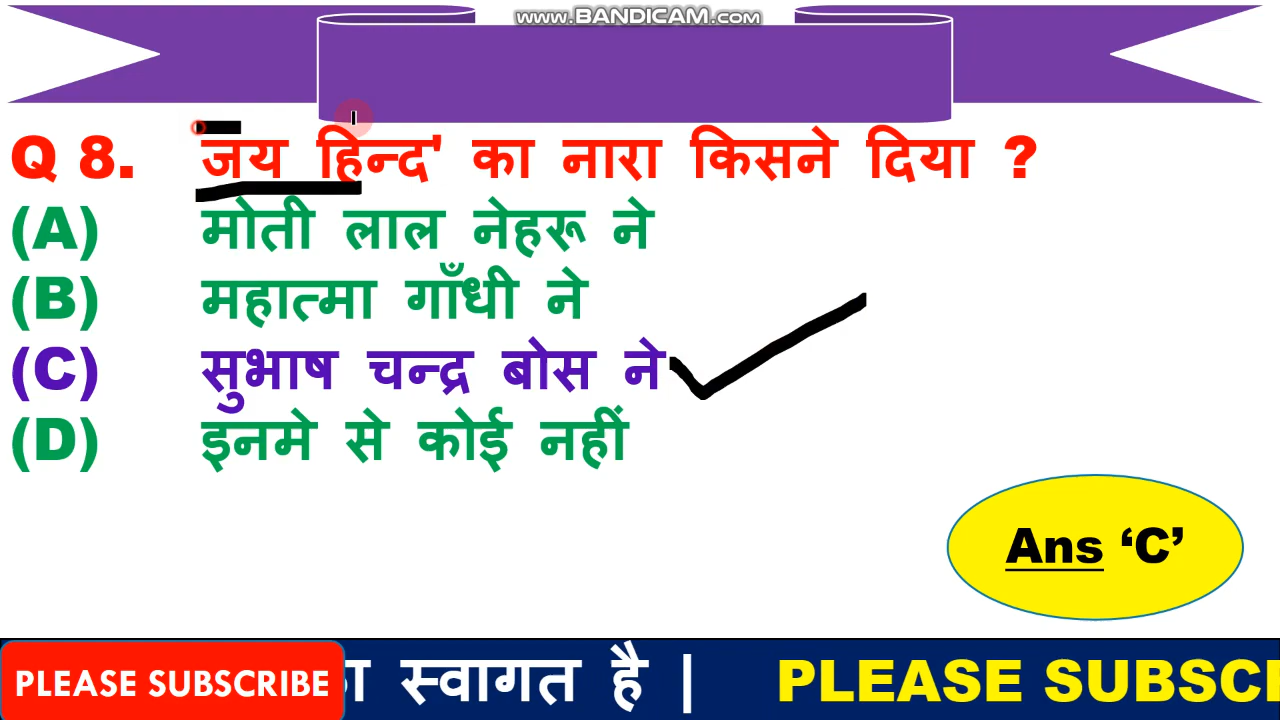 www.BANDICAM.com
Q 8. जय हिन्द' का नारा किसने दिया ?
(A) मोती लाल नेहरू ने
(B) महात्मा गाँधी ने
(C) सुभाष चन्द्र बोस ने
(D) इनमे से कोई नहीं
Ans ‘C’
PLEASE SUBSCRIBE
स्वागत है | PLEASE SUBSC